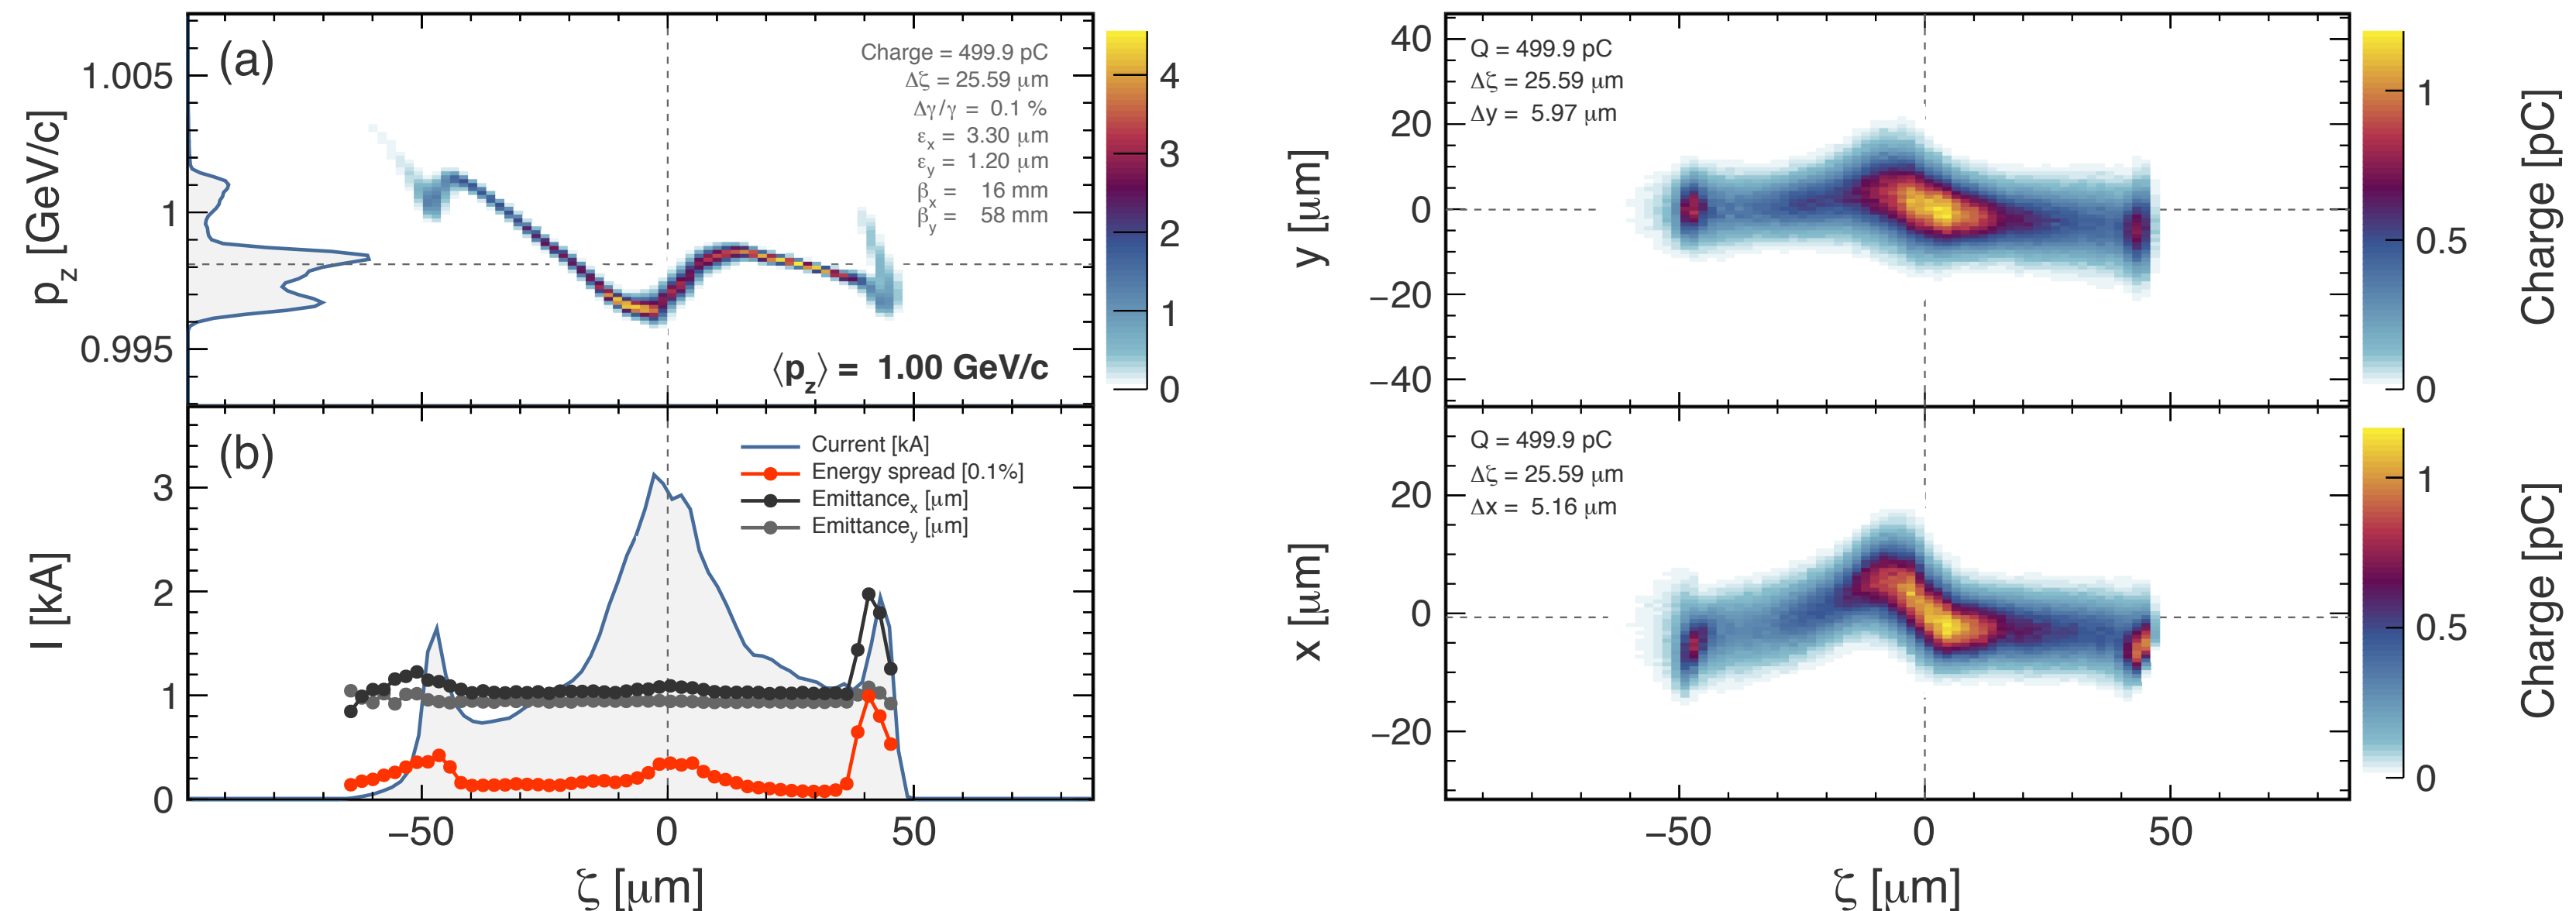 (a)
Charge = 499.9 pC
Δζ = 25.59 μm
Δγ/γ = 0.1 %
εx = 3.30 μm
εy = 1.20 μm
βx = 16 mm
βy = 58 mm
⟨pz⟩ = 1.00 GeV/c
pz [GeV/c]
1.005
1
0.995
4
3
2
1
0
(b)
Current [kA]
Energy spread [0.1%]
Emittancex [μm]
Emittancey [μm]
I [kA]
3
2
1
0
−50
0
50
ζ [μm]
Q = 499.9 pC
Δζ = 25.59 μm
Δy = 5.97 μm
y [μm]
40
20
0
−20
−40
1
0.5
0
Charge [pC]
Q = 499.9 pC
Δζ = 25.59 μm
Δx = 5.16 μm
x [μm]
20
0
−20
1
0.5
0
Charge [pC]
−50
0
50
ζ [μm]